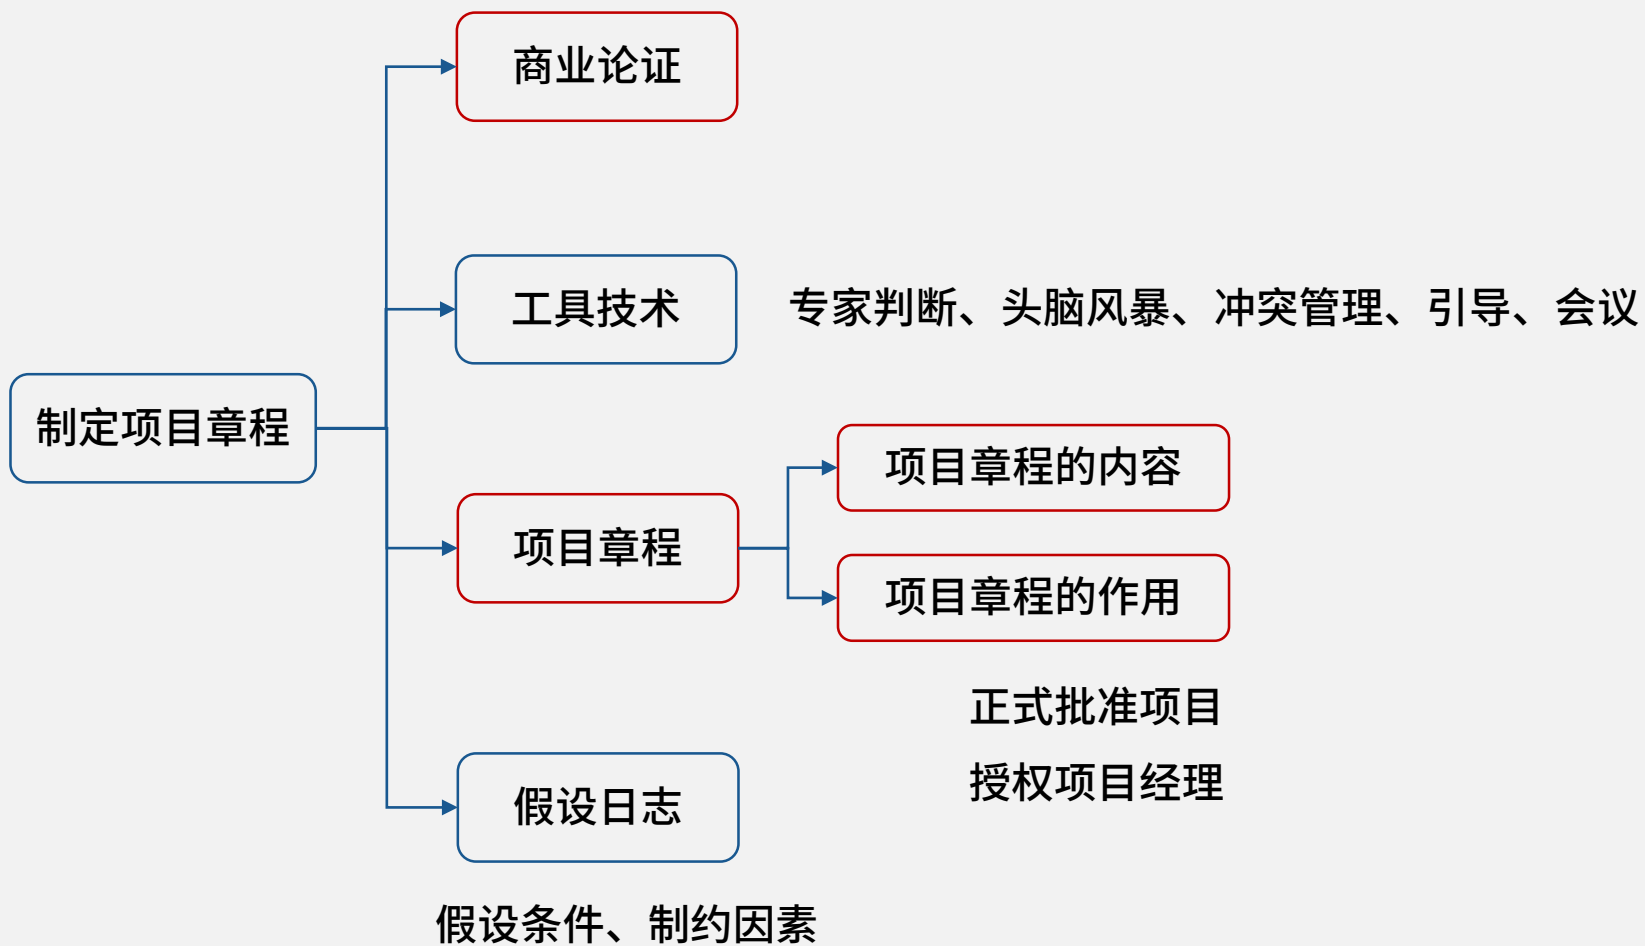 商业论证
工具技术
专家判断、头脑风暴、冲突管理、引导、会议
制定项目章程
项目章程的内容
项目章程
项目章程的作用
正式批准项目
授权项目经理
假设日志
假设条件、制约因素